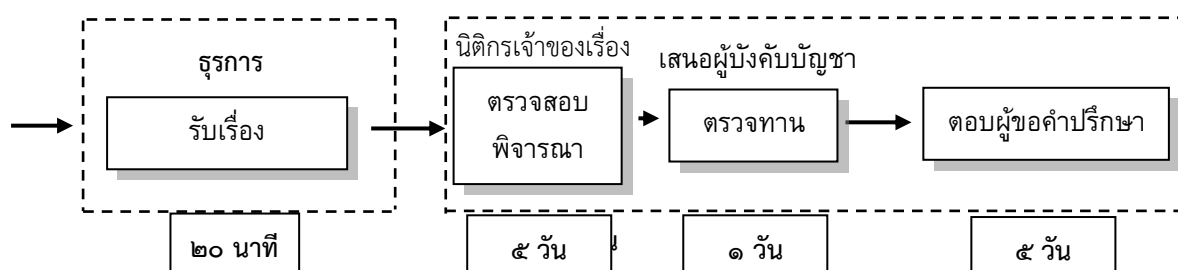 ธุรการ
รับเรื่อง
๒๐ นาที
นิติกรเจ้าของเรื่อง
ตรวจสอบ
พิจารณา
๕ วัน
เสนอผู้บังคับบัญชา
ตรวจทาน
๑ วัน
ตอบผู้ขอคำปรึกษา
๕ วัน